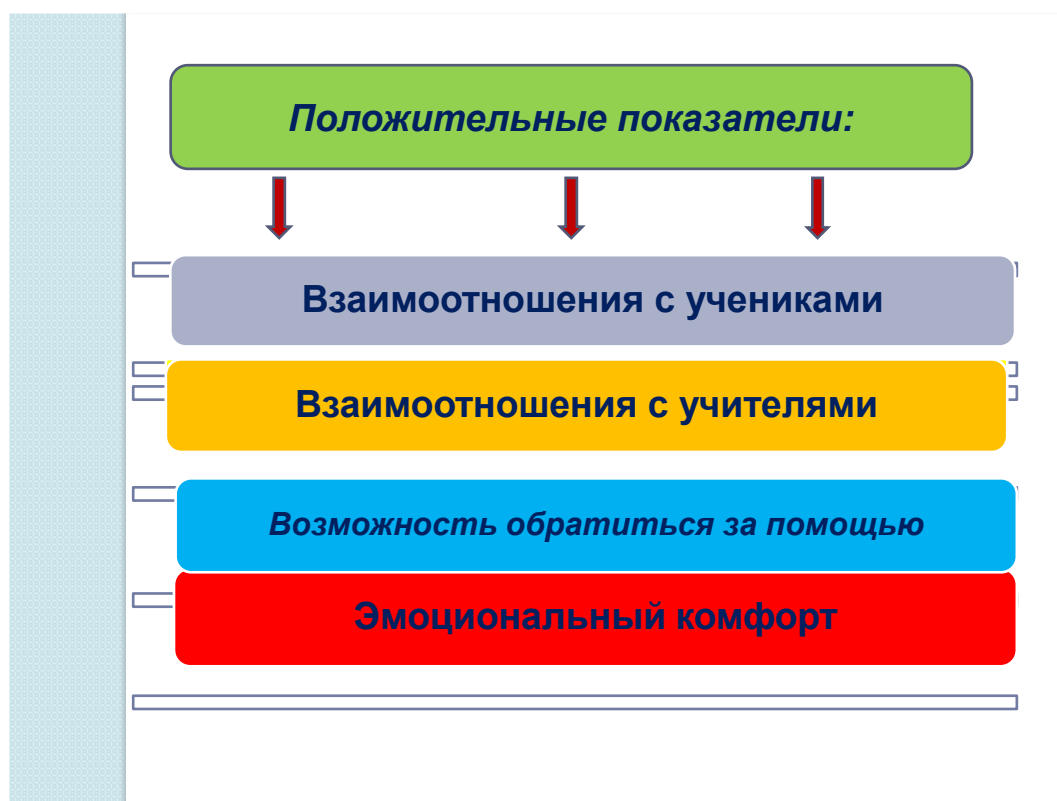 Положительные показатели:
Взаимоотношения с учениками
Взаимоотношения с учителями
Возможность обратиться за помощью
Эмоциональный комфорт